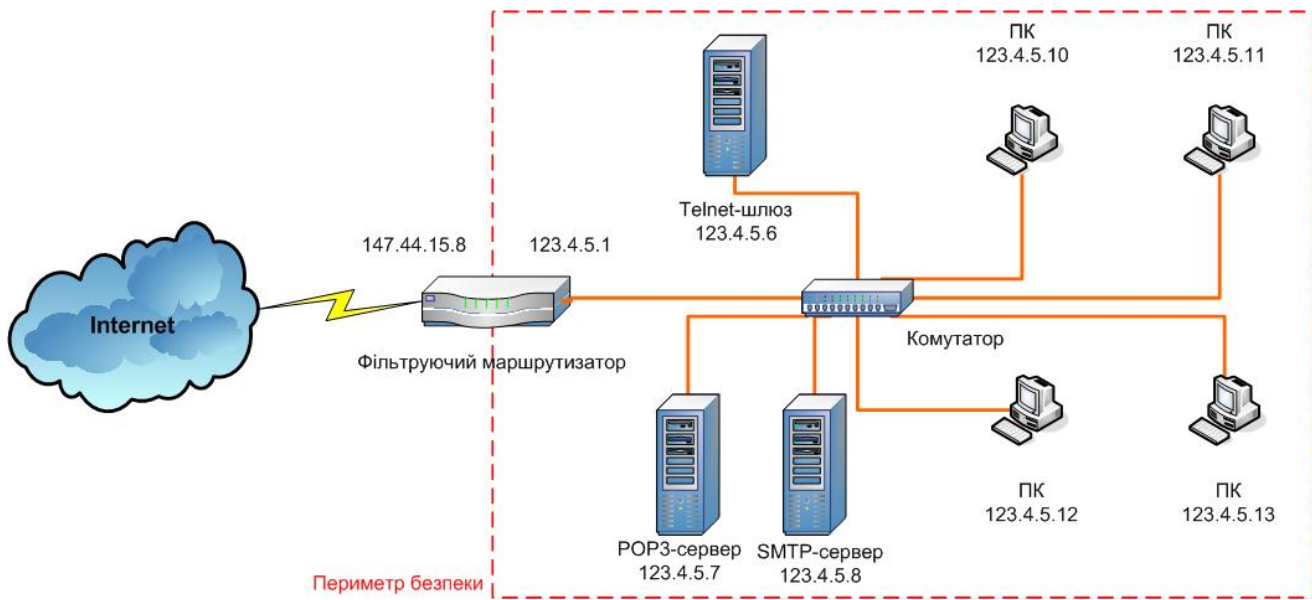 ПК
123.4.5.10
ПК
123.4.5.11
Telnet-шлюз
123.4.5.6
147.44.15.8
123.4.5.1
Internet
Фільтруючий маршрутизатор
Комутатор
ПК
123.4.5.12
ПК
123.4.5.13
POP3-сервер
123.4.5.7
SMTP-сервер
123.4.5.8
Периметр безпеки